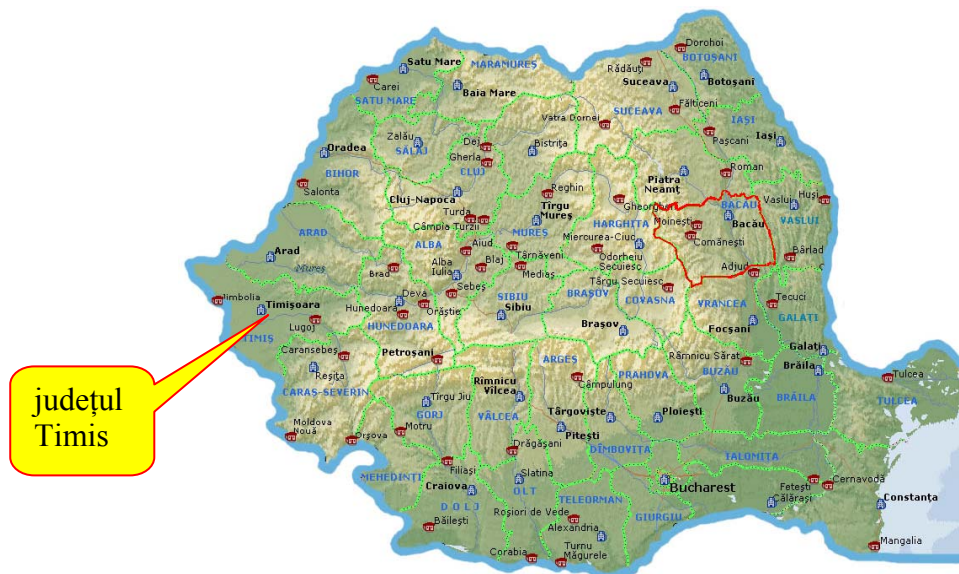 Dorohoi
BOTOȘANI
Satu Mare
MARAMUREȘ
Rădăuți
Suceava
Botoșani
Carei
Baia Mare
SATU MARE
SUCEAVA
Fălticeni
IAȘI
Vatra Dornei
Pașcani
Iași
Zalău
SĂLAJ
Dej
Bistrița
Oradea
Gherla
CLUJ
BIHOR
Piatra
Neamț
Roman
Salonta
Cluj-Napoca
Reghin
Gheorghe
BACĂU
Vaslui
Huși
Turda
Tîrgu
Mureș
Moinești
Bacău
VASLUI
Câmpia Turzii
HARGHITA
ARAD
ALBA
MUREȘ
Miercurea-Ciuc
Comănești
Aiud
Târnăveni
Odorheiu
Secuiesc
Bârlad
Arad
Alba
Iulia
Blaj
Mediaș
Mureș
Brad
Adjud
Târgu Secuiesc
Jimbolia
Deva
Sebeș
SIBIU
BRAȘOV
COVASNA
VRANCEA
Tecuci
Timișoara
Hunedoara
Orăștie
Sibiu
GALAȚI
Lugoj
HUNEDOARA
Brașov
Focșani
TIMIȘ
Caransebeș
Petroșani
ARGEȘ
Râmnicu Sărat
Galați
Reșița
PRAHOVA
BUZĂU
Brăila
CARAS-SEVERIN
Rîmnicu
Vîlcea
Câmpulung
Tulcea
județul
Timis
Tîrgu Jiu
GORJ
VÂLCEA
Târgoviște
Ploiești
Buzău
BRĂILA
TULCEA
Moldova
Nouă
Orșova
Motru
Pitești
DÎMBOVIȚA
Drăgășani
IALOMIȚA
MEHEDINȚI
Filiași
Slatina
Bucharest
Fetești
Cernavodă
Craiova
OLT
TELEORMAN
Călărași
Constanța
DOLJ
Roșiori de Vede
GIURGIU
Băilești
Alexandria
Corabia
Turnu
Măgurele
Mangalia